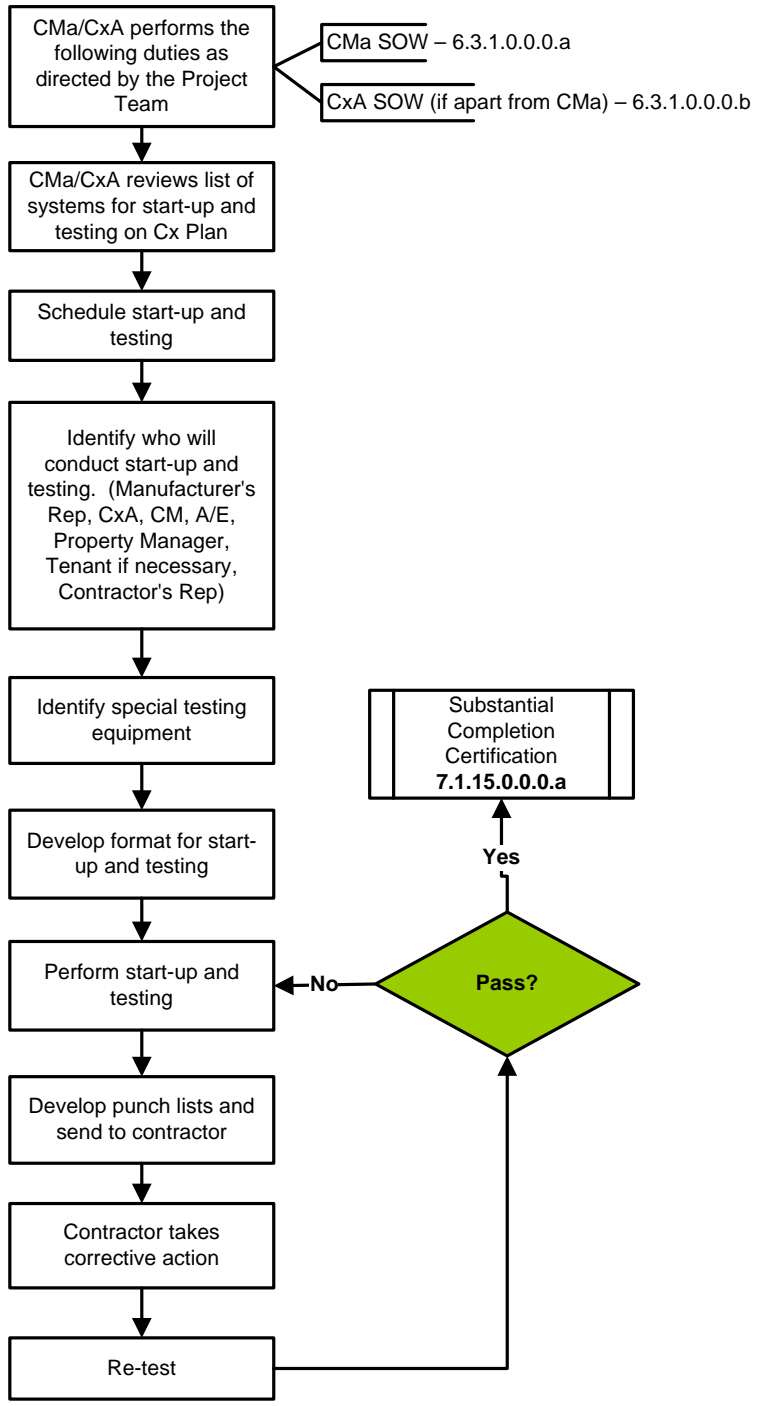 CMa/CxA performs the
following duties as
directed by the Project
Team
CMa SOW – 6.3.1.0.0.0.a
CxA SOW (if apart from CMa) – 6.3.1.0.0.0.b
CMa/CxA reviews list of
systems for start-up and
testing on Cx Plan
Schedule start-up and
testing
Identify who will
conduct start-up and
testing.  (Manufacturer's
Rep, CxA, CM, A/E,
Property Manager,
Tenant if necessary,
Contractor's Rep)
Identify special testing
equipment
Substantial
Completion
Certification
7.1.15.0.0.0.a
Develop format for start-
up and testing
Yes
Perform start-up and
testing
No
Pass?
Develop punch lists and
send to contractor
Contractor takes
corrective action
Re-test